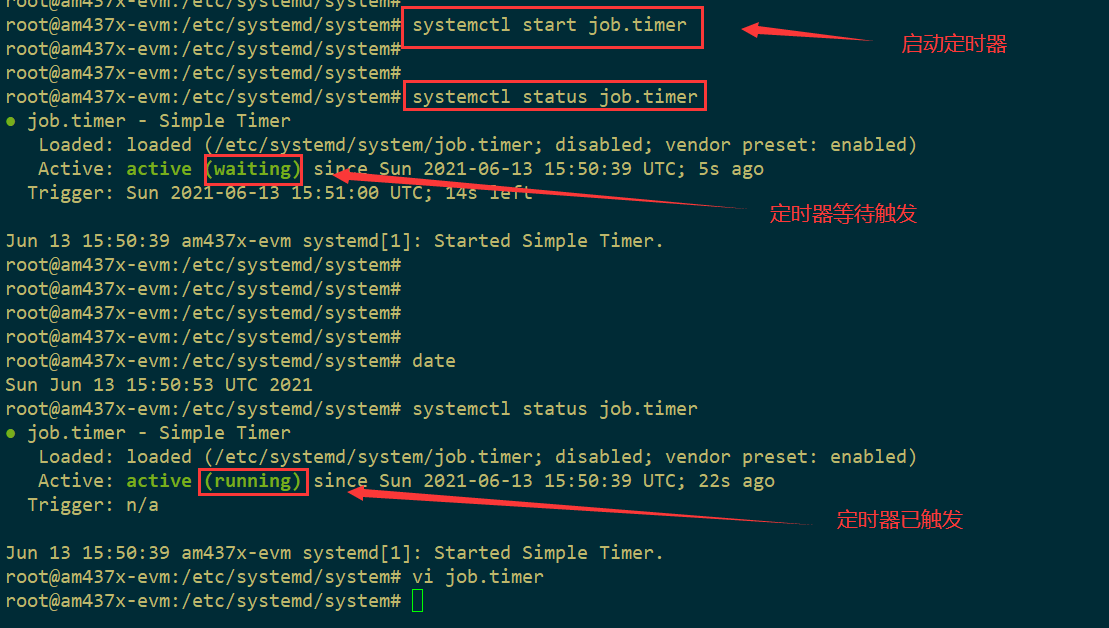 root@am437x-evm:/etc/systemd/system#
root@am437x-evm:/etc/systemd/system# systemctl start job.timer
启动定时器
root@am437x-evm:/etc/systemd/system#
root@am437x-evm:/etc/systemd/system#
root@am437x-evm:/etc/systemd/system# systemctl status job.timer
● job.timer - Simple Timer
Loaded: loaded (/etc/systemd/system/job.timer; disabled; vendor preset: enabled)
Active: active (waiting) since Sun 2021-06-13 15:50:39 UTC; 5s ago
Trigger: Sun 2021-06-13 15:51:00 UTC; 14s left
定时器等待触发
Jun 13 15:50:39 am437x-evm systemd[1]: Started Simple Timer.
root@am437x-evm:/etc/systemd/system#
root@am437x-evm:/etc/systemd/system#
root@am437x-evm:/etc/systemd/system#
root@am437x-evm:/etc/systemd/system#
root@am437x-evm:/etc/systemd/system# date
Sun Jun 13 15:50:53 UTC 2021
root@am437x-evm:/etc/systemd/system# systemctl status job.timer
● job.timer - Simple Timer
Loaded: loaded (/etc/systemd/system/job.timer; disabled; vendor preset: enabled)
Active: active (running) since Sun 2021-06-13 15:50:39 UTC; 22s ago
Trigger: n/a
定时器已触发
Jun 13 15:50:39 am437x-evm systemd[1]: Started Simple Timer.
root@am437x-evm:/etc/systemd/system# vi job.timer
root@am437x-evm:/etc/systemd/system#